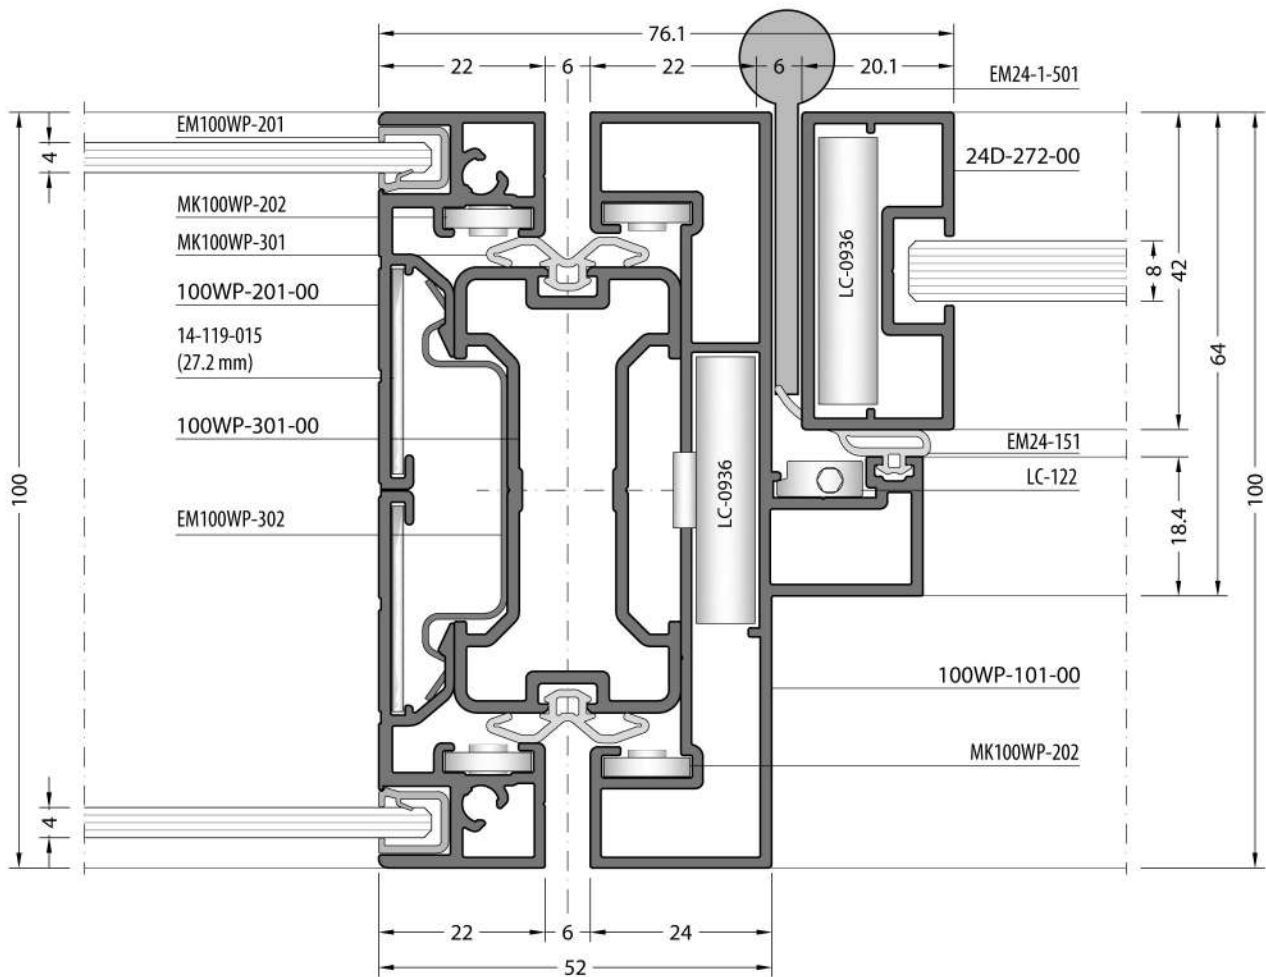 76.1
22
6
22
6
20.1
EM24-1-501
EM100WP-201
4
24D-272-00
MK100WP-202
MK100WP-301
100WP-201-00
14-119-015
(27.2 mm)
LC-0936
8
42
64
100WP-301-00
EM24-151
LC-122
100
LC-0936
100
18.4
EM100WP-302
100WP-101-00
MK100WP-202
4
22
6
24
52